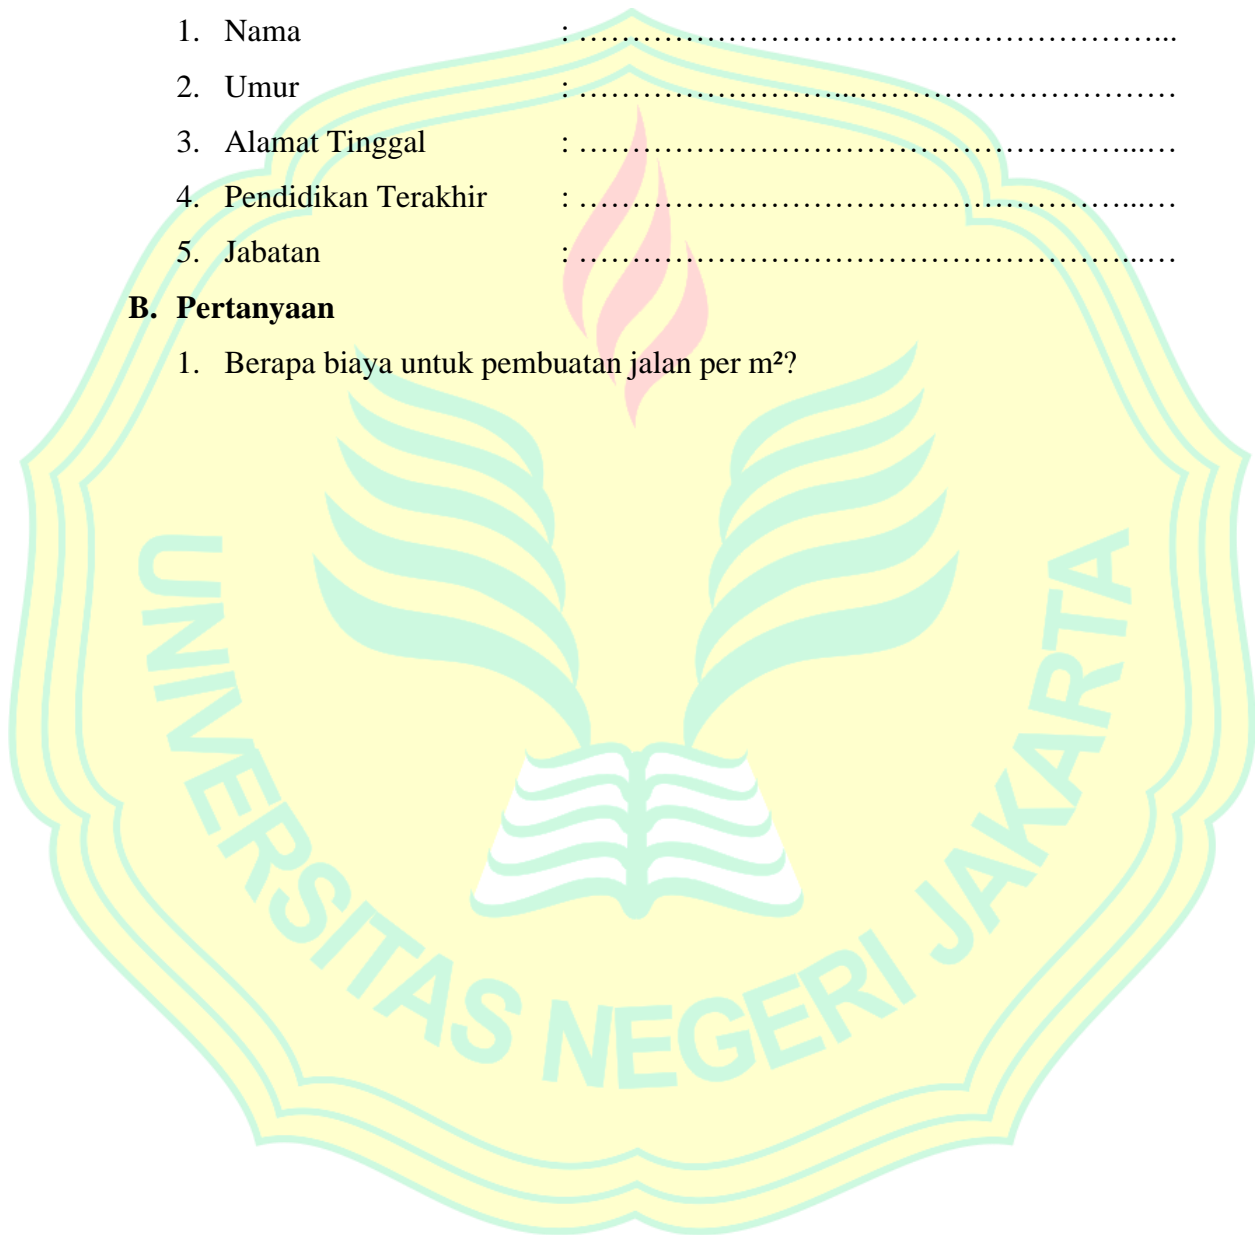 1. Nama : ……………………………………………………...
2. Umur : ……………………...……………………………
3. Alamat Tinggal : …………………………………………………...…
4. Pendidikan Terakhir : …………………………………………………...…
5. Jabatan : …………………………………………………...…
B. Pertanyaan
1. Berapa biaya untuk pembuatan jalan per m²?
UNIVERSITAS NEGERI JAKARTA